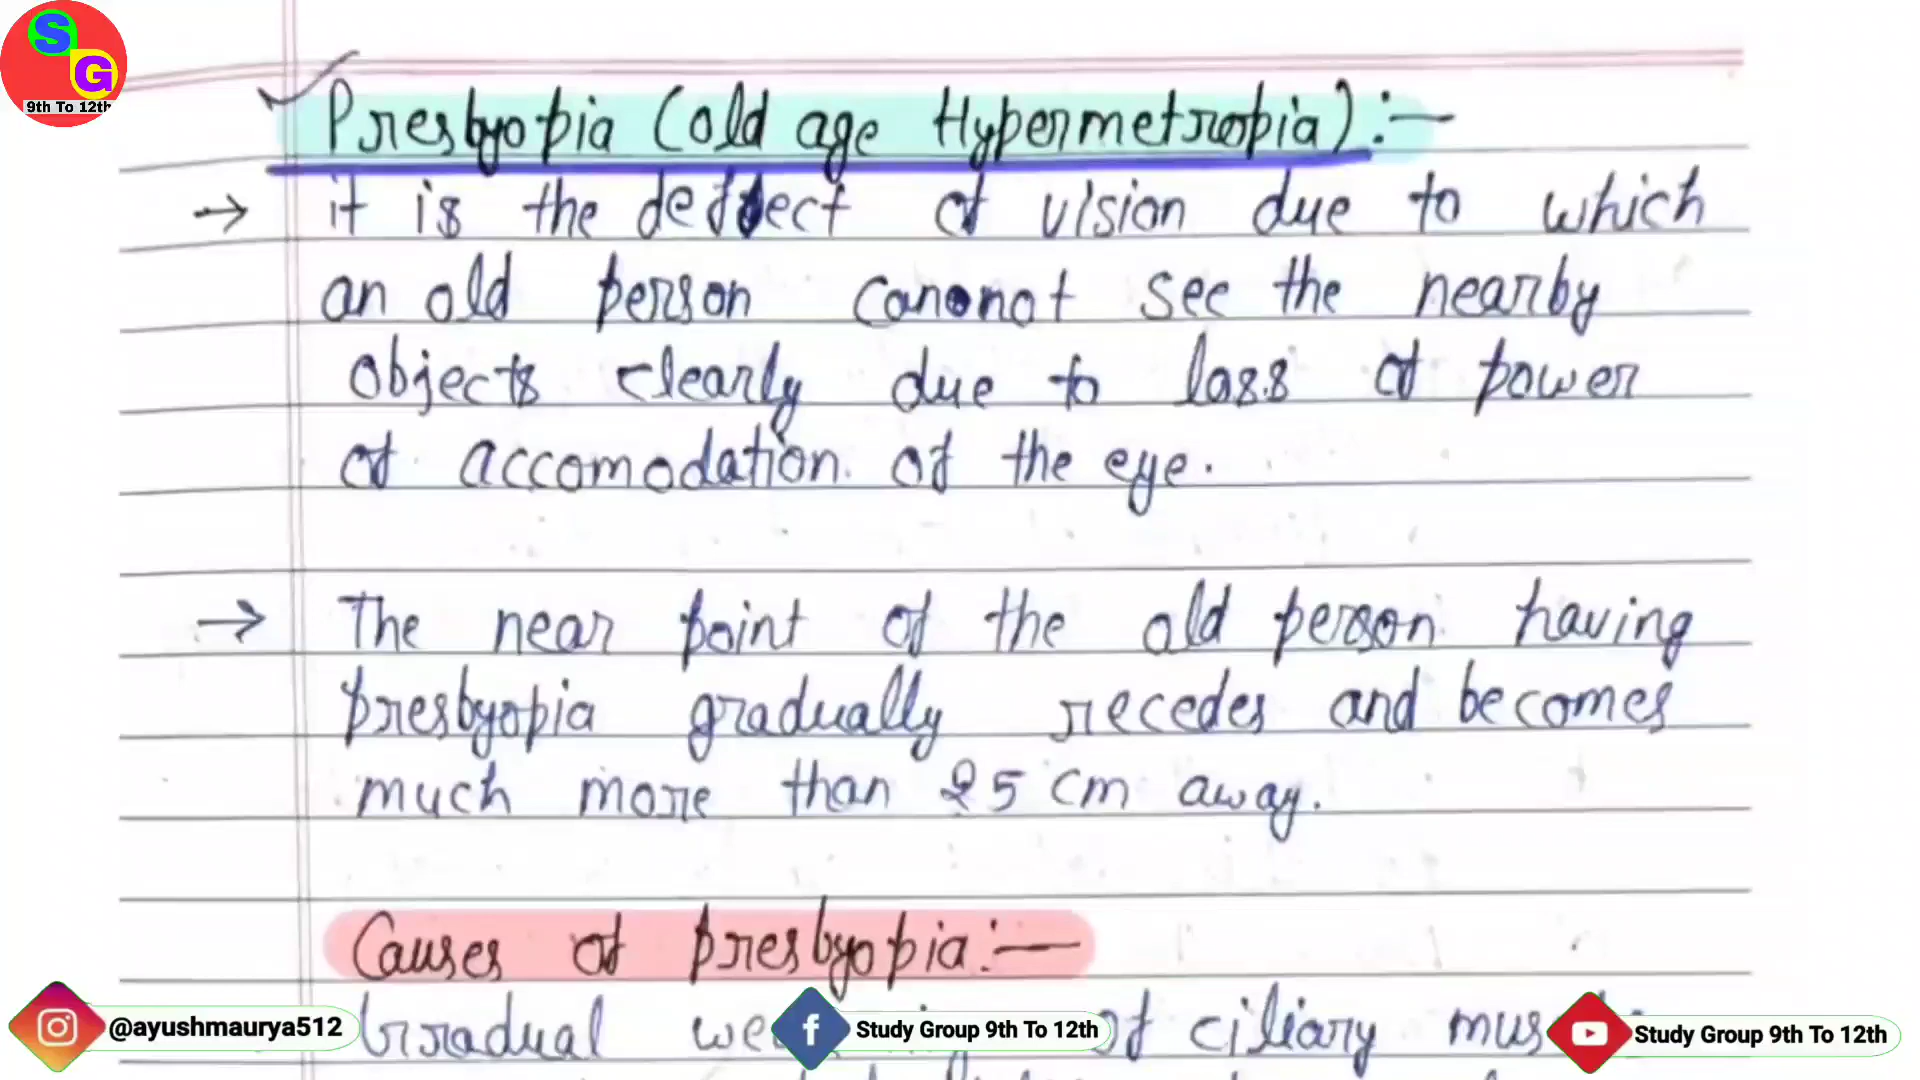 S
G
9th To 12th
Presbyopia (old age Hypermetropia):-
→ it is the deffect of vision due to which
an old person canonot see the nearby
objects clearly due to loss of power
of accomodation of the eye.
→ The near point of the old person having
presbyopia gradually recedes and becomes
much more than 25 cm away.
Causes of presbyopia:-
Gradual of ciliary
@ayushmaurya512
Study Group 9th To 12th
Study Group 9th To 12th